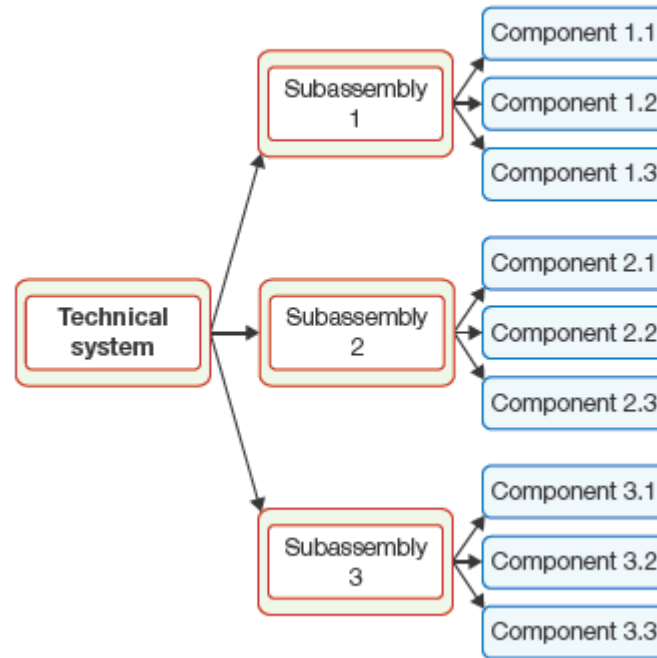 Technical
system
Subassembly
1
Component 1.1
Component 1.2
Component 1.3
Subassembly
2
Component 2.1
Component 2.2
Component 2.3
Subassembly
3
Component 3.1
Component 3.2
Component 3.3